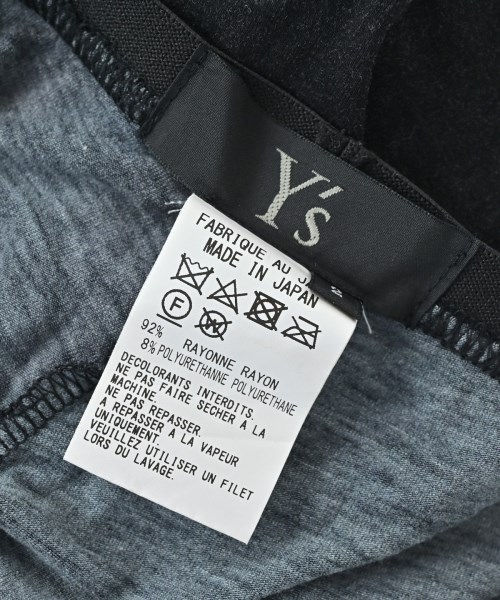 Y's
FABRIQUE AU
MADE IN JAPAN
F
92% RAYONNE RAYON
8% POLYURETHANNE POLYURETHANE
DECOLORANTS INTERDITS.
NE PAS FAIRE SECHER A LA
MACHINE.
NE PAS REPASSER.
A REPASSER A LA VAPEUR
UNIQUEMENT.
VEUILLEZ UTILISER UN FILET
LORS DU LAVAGE.